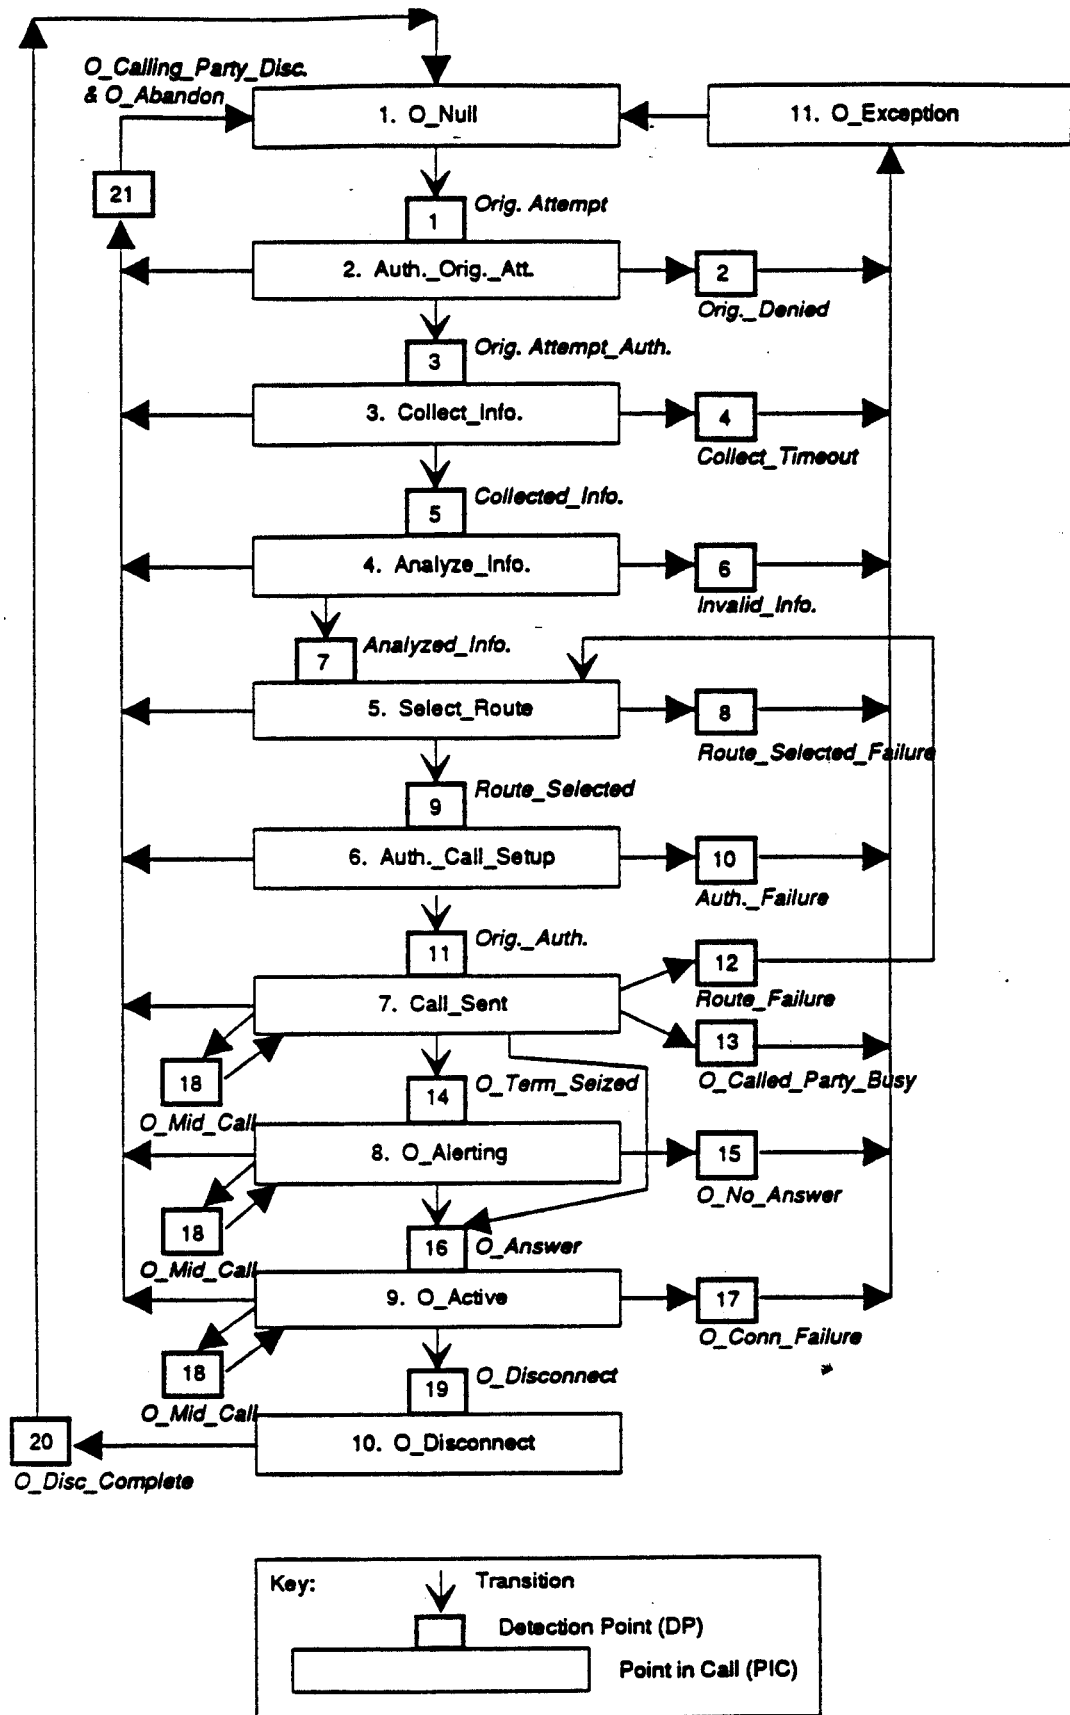 O_Calling_Party_Disc.
& O_Abandon
1. O_Null
11. O_Exception
21
1
Orig. Attempt
2. Auth._Orig._Att.
2
Orig._Denied
3
Orig. Attempt_Auth.
3. Collect_Info.
4
Collect_Timeout
5
Collected_Info.
4. Analyze_Info.
6
Invalid_Info.
7
Analyzed_Info.
5. Select_Route
8
Route_Selected_Failure
9
Route_Selected
6. Auth._Call_Setup
10
Auth._Failure
11
Orig._Auth.
12
Route_Failure
7. Call_Sent
13
O_Called_Party_Busy
18
O_Mid_Call
14
O_Term_Seized
8. O_Alerting
15
O_No_Answer
18
O_Mid_Call
16
O_Answer
9. O_Active
17
O_Conn_Failure
18
O_Mid_Call
19
O_Disconnect
20
10. O_Disconnect
O_Disc_Complete
Key:
Transition
Detection Point (DP)
Point in Call (PIC)